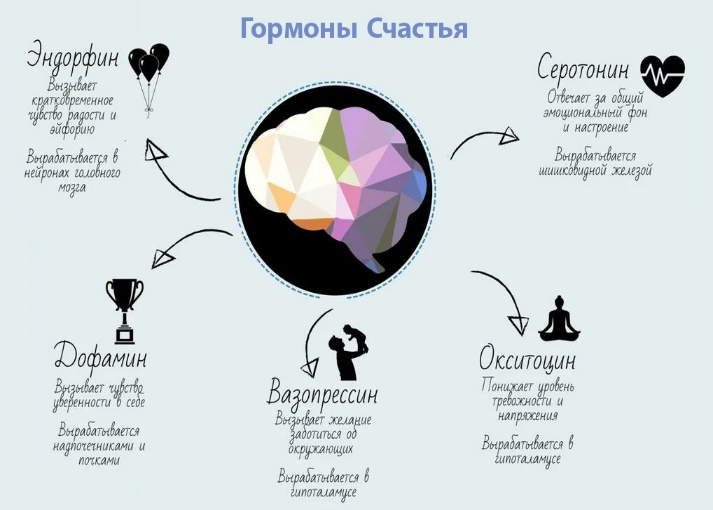 Гормоны Счастья
Эндорфин
Вызывает
кратковременное
чувство радости и
эйфорию
Вырабатывается в
нейронах головного
мозга
Серотонин
Отвечает за общий
эмоциональный фон
и настроение
Вырабатывается
шишковидной железой
Дофамин
Вызывает чувство
уверенности в себе
Вырабатывается
надпочечниками и
почками
Вазопрессин
Вызывает желание
заботиться об
окружающих
Вырабатывается в
гипоталамусе
Окситоцин
Понижает уровень
тревожности и
напряжения
Вырабатывается в
гипоталамусе